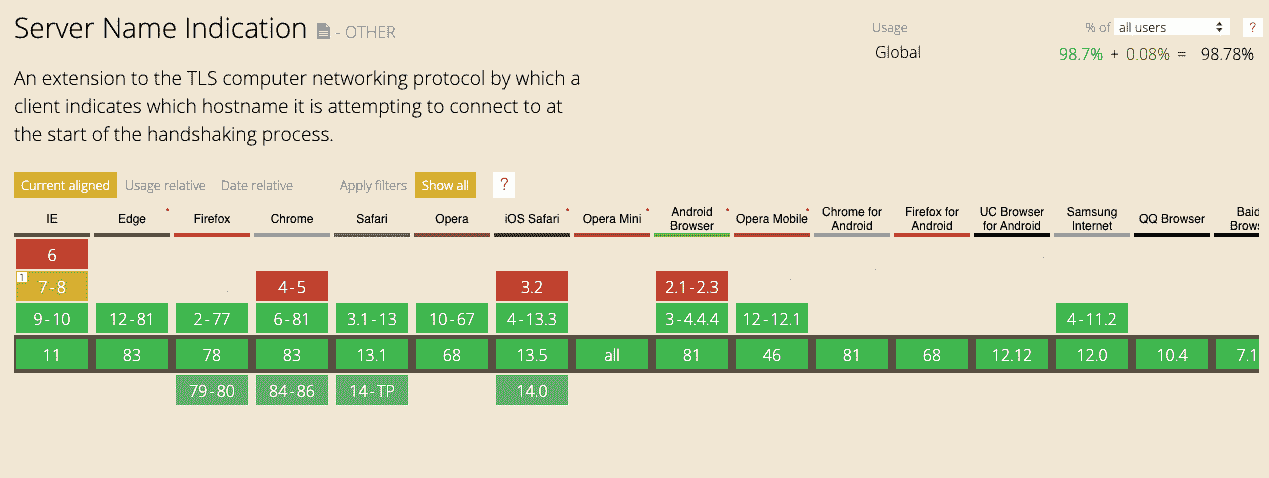 Server Name Indication - OTHER
Usage % of all users ?
Global 98.7% + 0.08% = 98.78%
An extension to the TLS computer networking protocol by which a
client indicates which hostname it is attempting to connect to at
the start of the handshaking process.
Current aligned Usage relative Date relative Apply filters Show all ?
IE Edge * Firefox Chrome Safari Opera iOS Safari * Opera Mini * Android Browser * Opera Mobile * Chrome for Android Firefox for Android UC Browser for Android Samsung Internet QQ Browser Baid Brows
6
1 7-8 4-5 3.2 2.1-2.3
9-10 12-81 2-77 6-81 3.1-13 10-67 4-13.3 3-4.4.4 12-12.1 4-11.2
11 83 78 83 13.1 68 13.5 all 81 46 81 68 12.12 12.0 10.4 7.1
79-80 84-86 14-TP 14.0